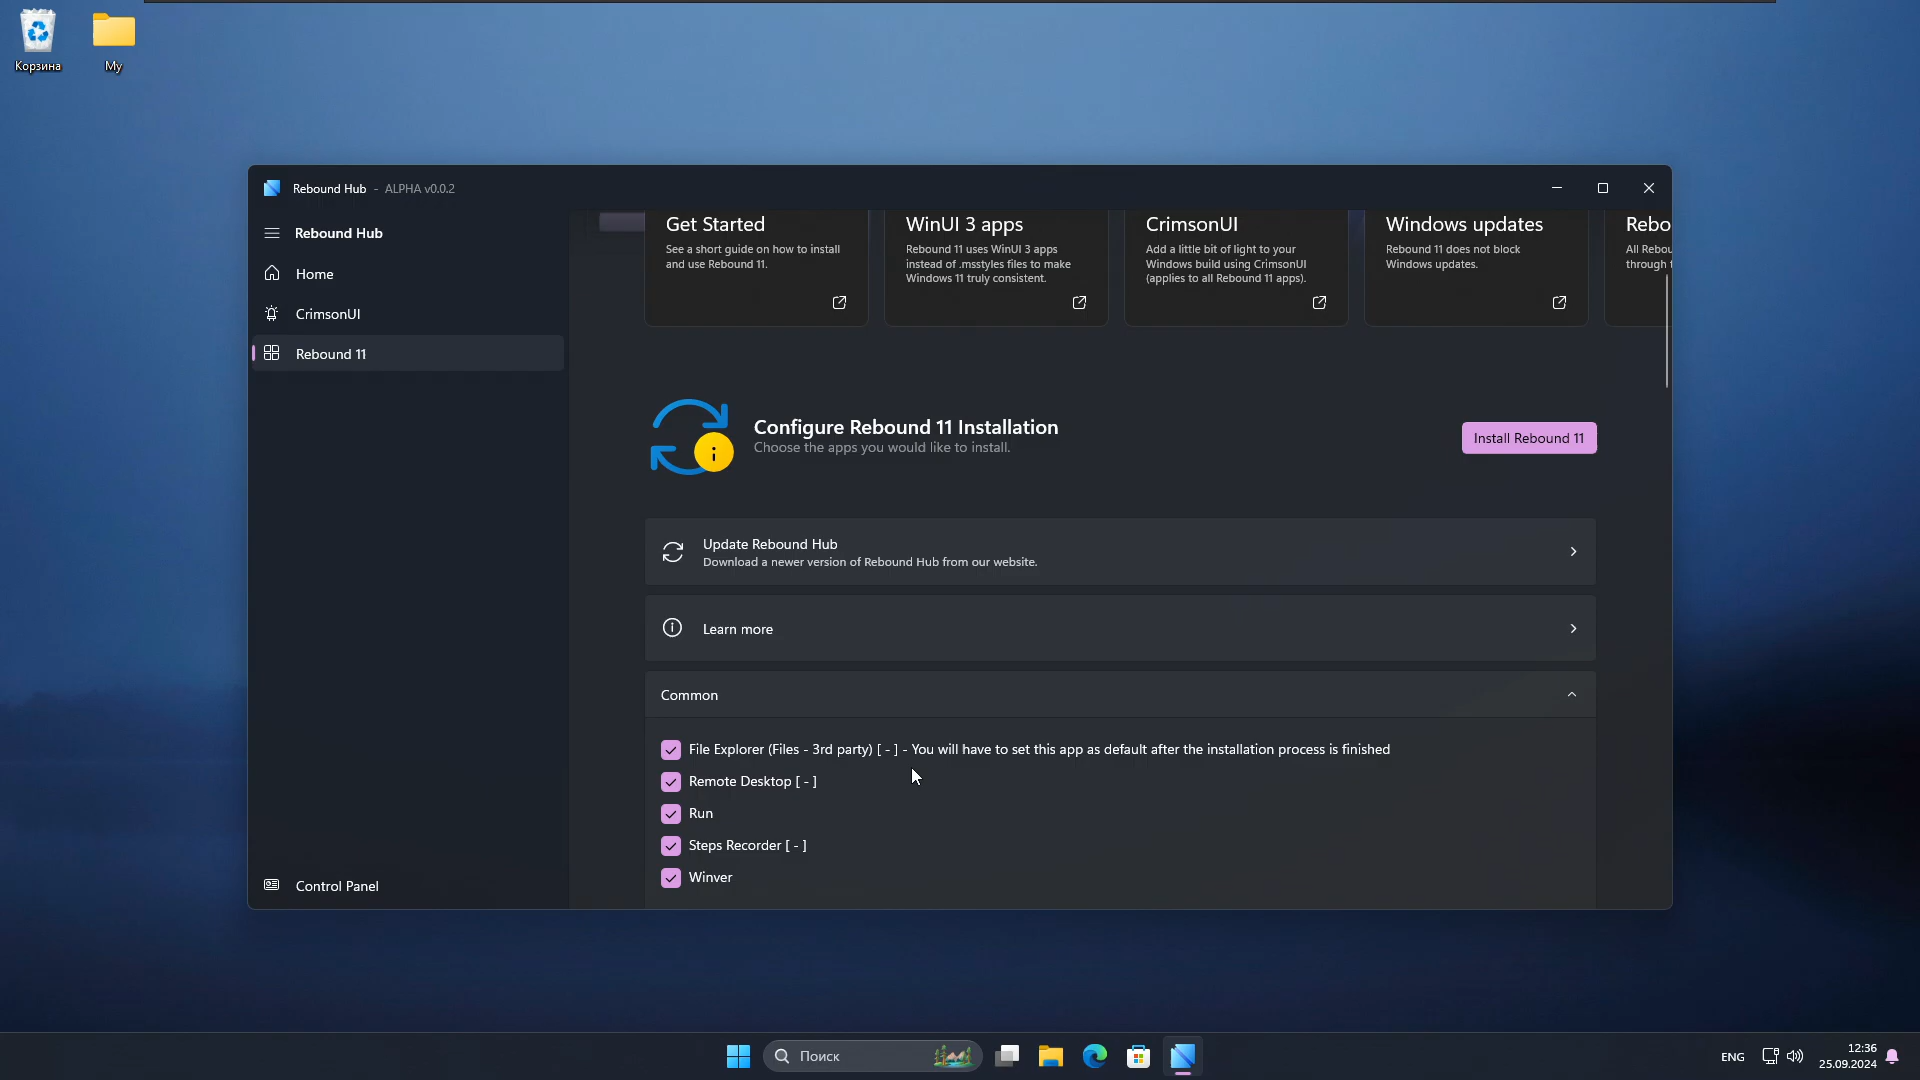 Корзина
My
Rebound Hub - ALPHA v0.0.2
Rebound Hub
Home
CrimsonUI
Rebound 11
Control Panel
Get Started
See a short guide on how to install
and use Rebound 11.
WinUI 3 apps
Rebound 11 uses WinUI 3 apps
instead of .msstyles files to make
Windows 11 truly consistent.
CrimsonUI
Add a little bit of light to your
Windows build using CrimsonUI
(applies to all Rebound 11 apps).
Windows updates
Rebound 11 does not block
Windows updates.
Rebo
All Rebou
through t
Configure Rebound 11 Installation
Choose the apps you would like to install.
Install Rebound 11
Update Rebound Hub
Download a newer version of Rebound Hub from our website.
Learn more
Common
File Explorer (Files - 3rd party) [ - ] - You will have to set this app as default after the installation process is finished
Remote Desktop [ - ]
Run
Steps Recorder [ - ]
Winver
Поиск
ENG
12:36
25.09.2024